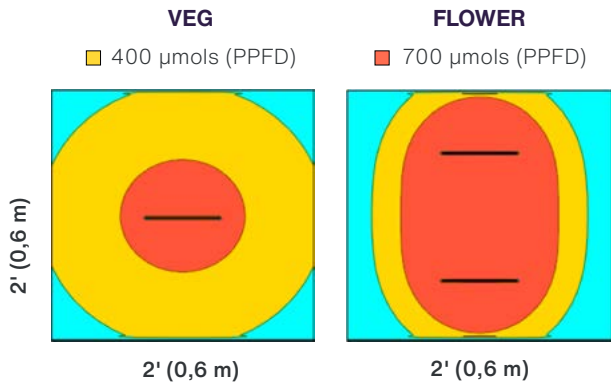 VEG
400 µmols (PPFD)
FLOWER
700 µmols (PPFD)
2' (0,6 m)
2' (0,6 m)
2' (0,6 m)